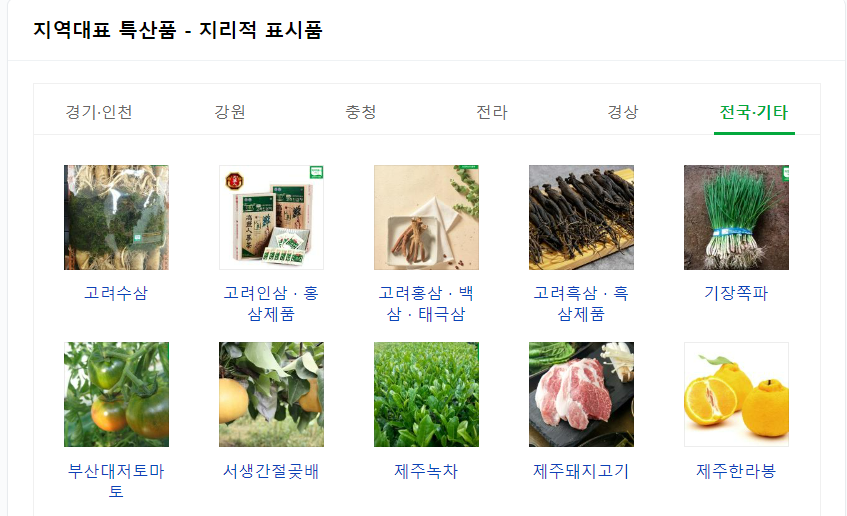 지역대표 특산품 - 지리적 표시품
경기·인천 강원 충청 전라 경상 전국·기타
고려수삼 고려인삼 · 홍 고려홍삼 · 백 고려흑삼 · 흑 기장쪽파
삼제품 삼 · 태극삼 삼제품
부산대저토마 서생간절곶배 제주녹차 제주돼지고기 제주한라봉
토